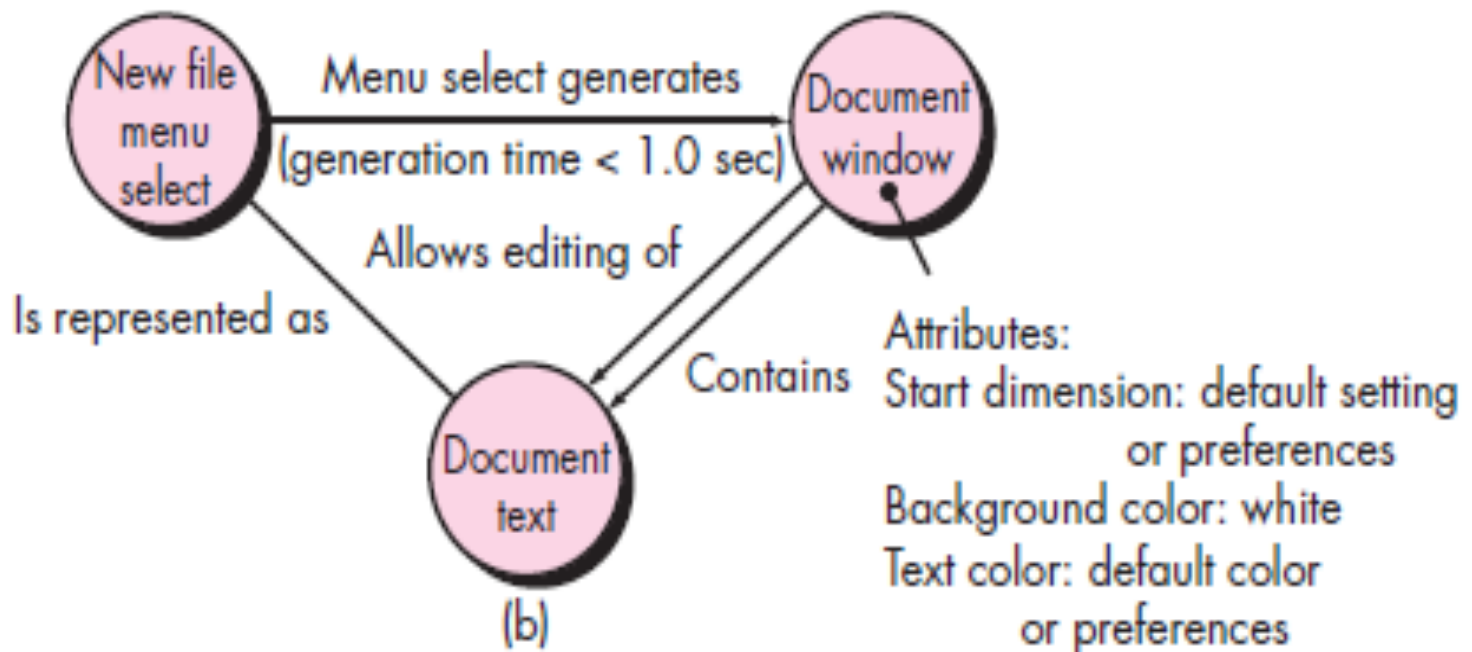 New file
menu
select
Menu select generates
(generation time < 1.0 sec)
Document
window
Allows editing of
Is represented as
Contains
Document
text
Attributes:
Start dimension: default setting
or preferences
Background color: white
Text color: default color
or preferences
(b)